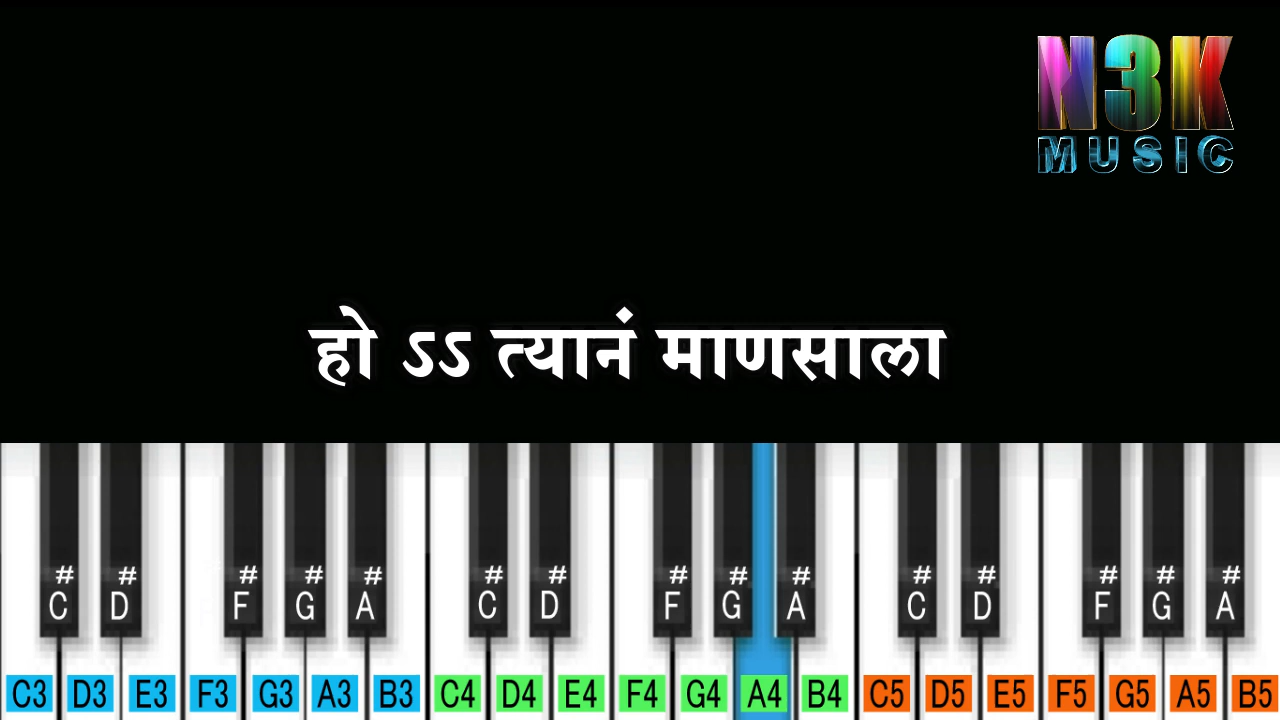 N3K
MUSIC
हो ऽऽ त्यानं माणसाला
# # # # # # # # # # # # # # #
C D F G A C D F G A C D F G A
C3 D3 E3 F3 G3 A3 B3 C4 D4 E4 F4 G4 A4 B4 C5 D5 E5 F5 G5 A5 B5